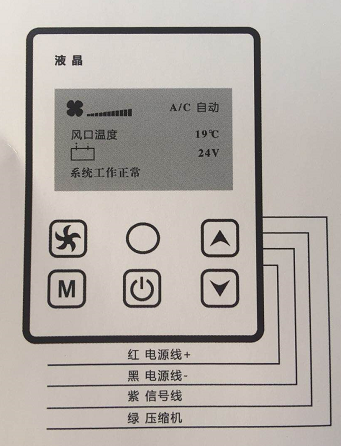 液晶
A/C 自动
风口温度 19℃
24V
系统工作正常
M
红 电源线+
黑 电源线-
紫 信号线
绿 压缩机